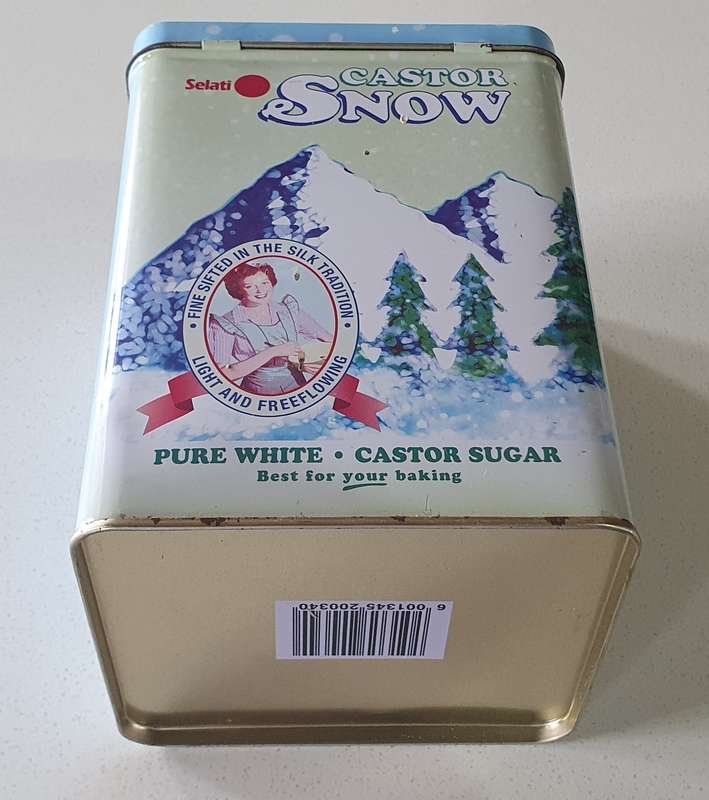 Selati
CASTOR
SNOW
• FINE SIFTED IN THE SILK TRADITION •
LIGHT AND FREEFLOWING
PURE WHITE • CASTOR SUGAR
Best for your baking
6 001345 200340